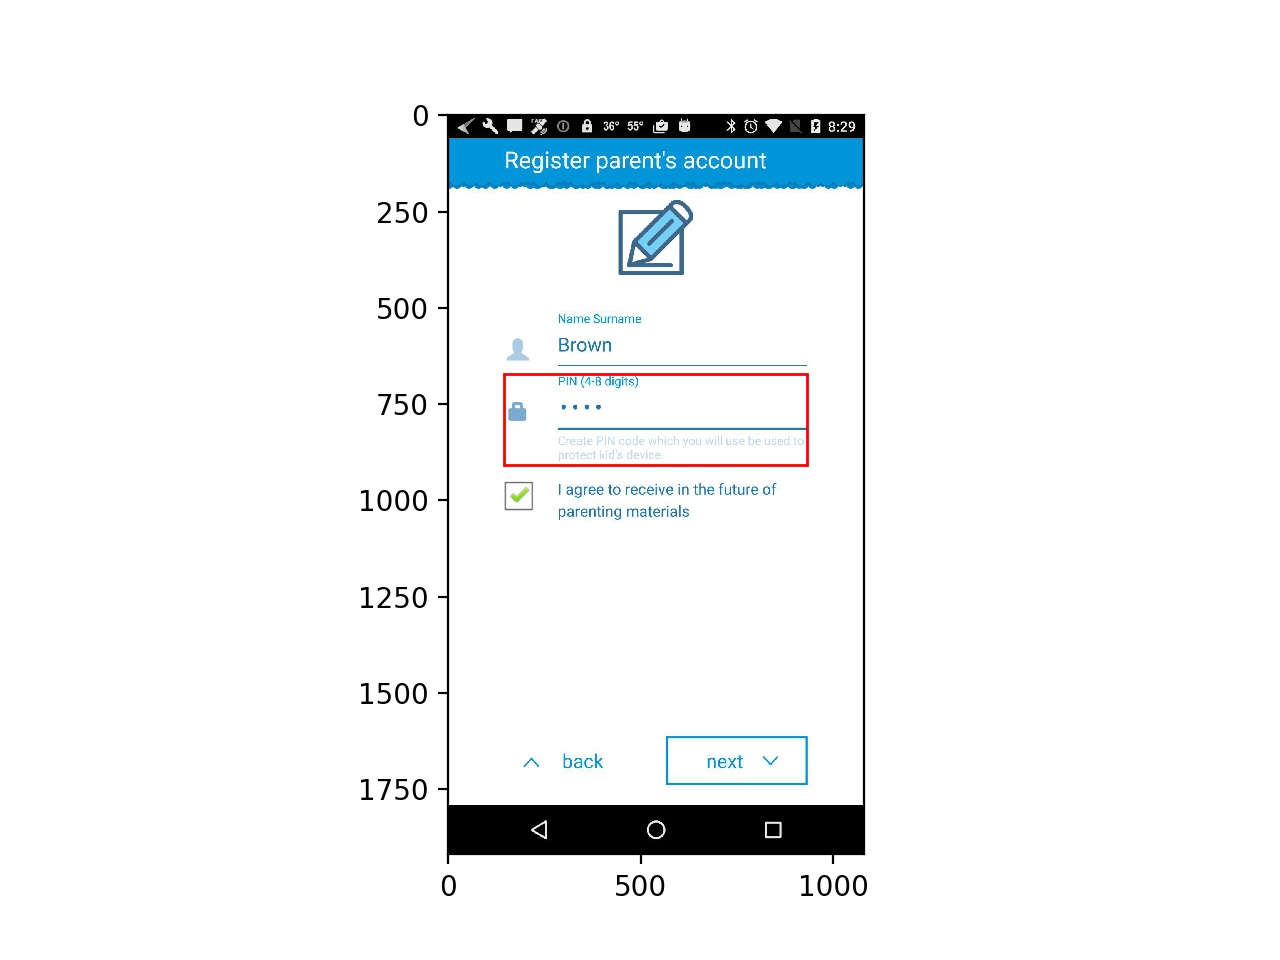 0
250
500
750
1000
1250
1500
1750
36° 55° 8:29
Register parent's account
Name Surname
Brown
PIN (4-8 digits)
••••
Create PIN code which you will use be used to
protect kid's device.
I agree to receive in the future of
parenting materials
back
next
0 500 1000